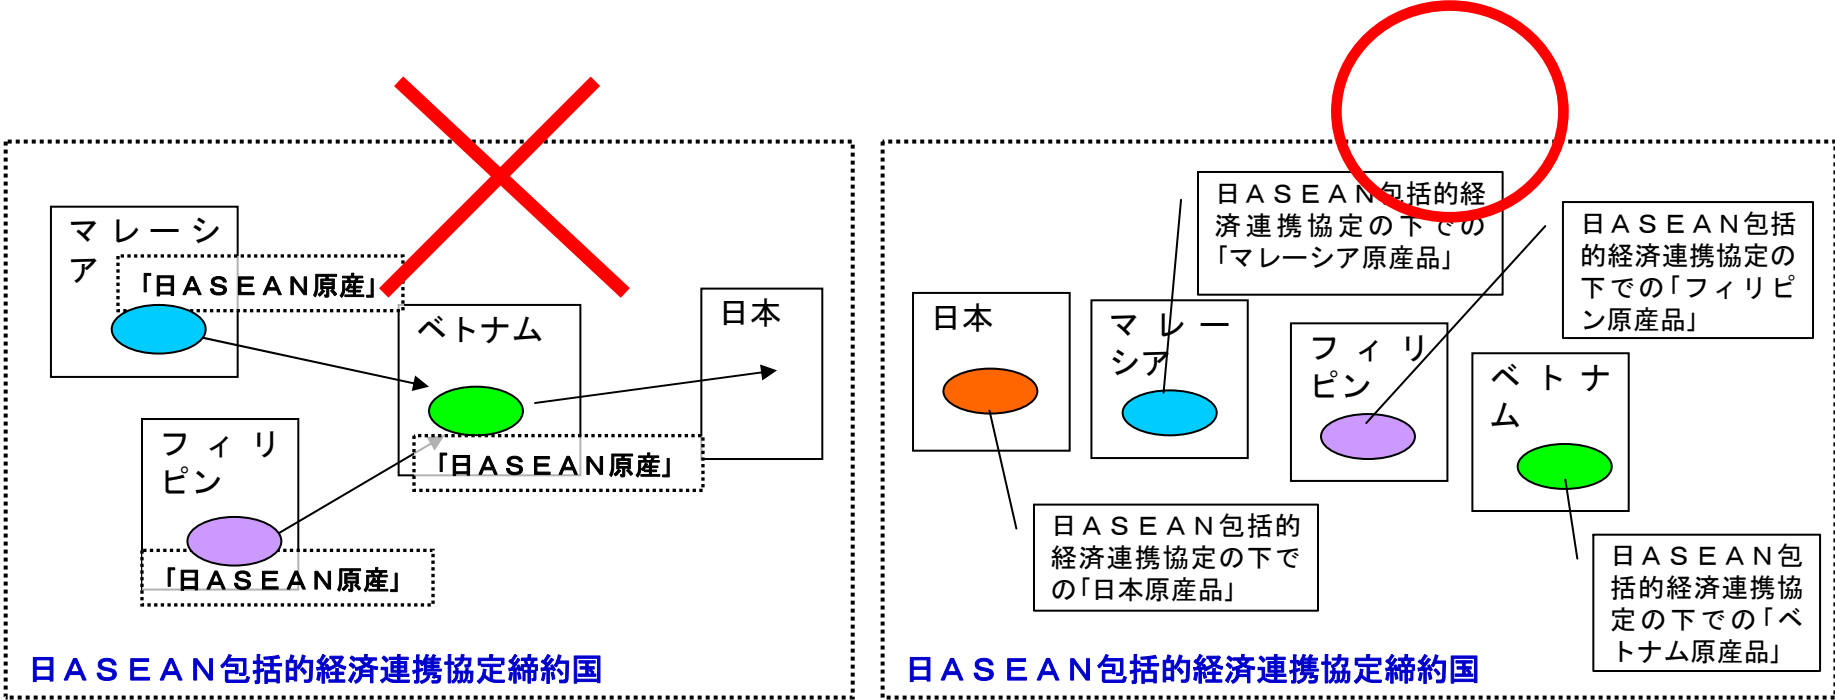 マレーシ
ア
「日ASEAN原産」
ベトナム
「日ASEAN原産」
日本
フィリ
ピン
「日ASEAN原産」
日ASEAN包括的経済連携協定締約国
日ASEAN包括的経
済連携協定の下での
「マレーシア原産品」
日ASEAN包括
的経済連携協定の
下での「フィリピ
ン原産品」
日本
マレー
シア
フィリ
ピン
ベトナ
ム
日ASEAN包括的
経済連携協定の下で
の「日本原産品」
日ASEAN包
括的経済連携協
定の下での「ベ
トナム原産品」
日ASEAN包括的経済連携協定締約国